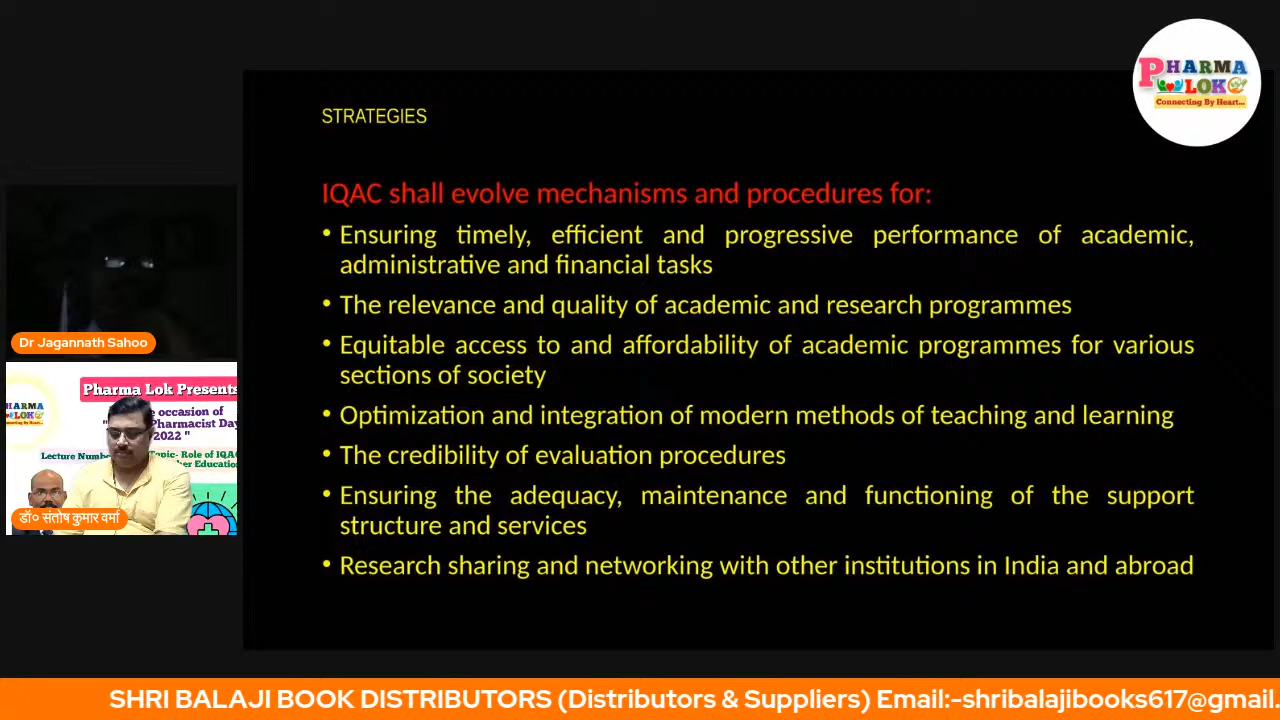 PHARMA
LOK
Connecting By Heart...
STRATEGIES
IQAC shall evolve mechanisms and procedures for:
• Ensuring timely, efficient and progressive performance of academic,
administrative and financial tasks
• The relevance and quality of academic and research programmes
• Equitable access to and affordability of academic programmes for various
sections of society
• Optimization and integration of modern methods of teaching and learning
• The credibility of evaluation procedures
• Ensuring the adequacy, maintenance and functioning of the support
structure and services
• Research sharing and networking with other institutions in India and abroad
Dr Jagannath Sahoo
Pharma Lok Presents
occasion of
Pharmacist Day
2022 "
Lecture Topic- Role of IQAC
Education
डॉ० संतोष कुमार वर्मा
SHRI BALAJI BOOK DISTRIBUTORS (Distributors & Suppliers) Email:-shribalajibooks617@gmail.